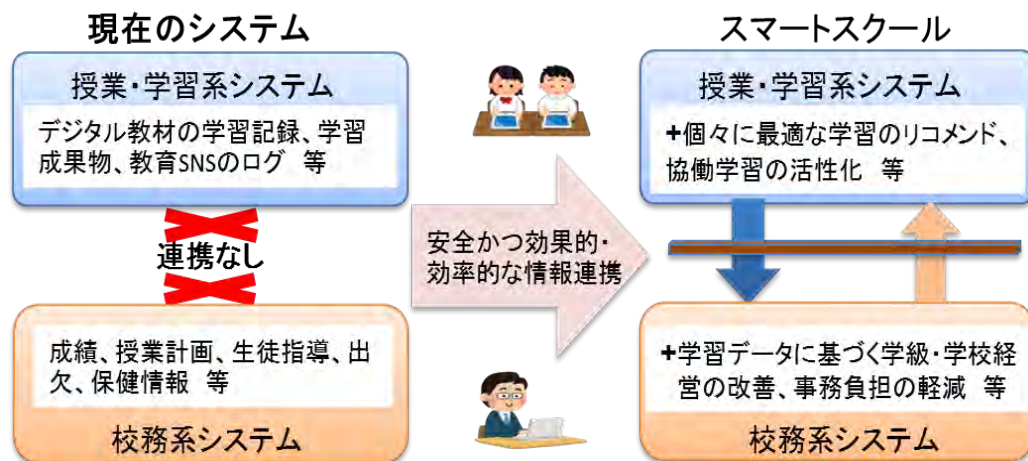 現在のシステム
授業・学習系システム
デジタル教材の学習記録、学習
成果物、教育SNSのログ 等
連携なし
成績、授業計画、生徒指導、出
欠、保健情報 等
校務系システム
安全かつ効果的・
効率的な情報連携
スマートスクール
授業・学習系システム
+個々に最適な学習のリコメンド、
協働学習の活性化 等
+学習データに基づく学級・学校経
営の改善、事務負担の軽減 等
校務系システム